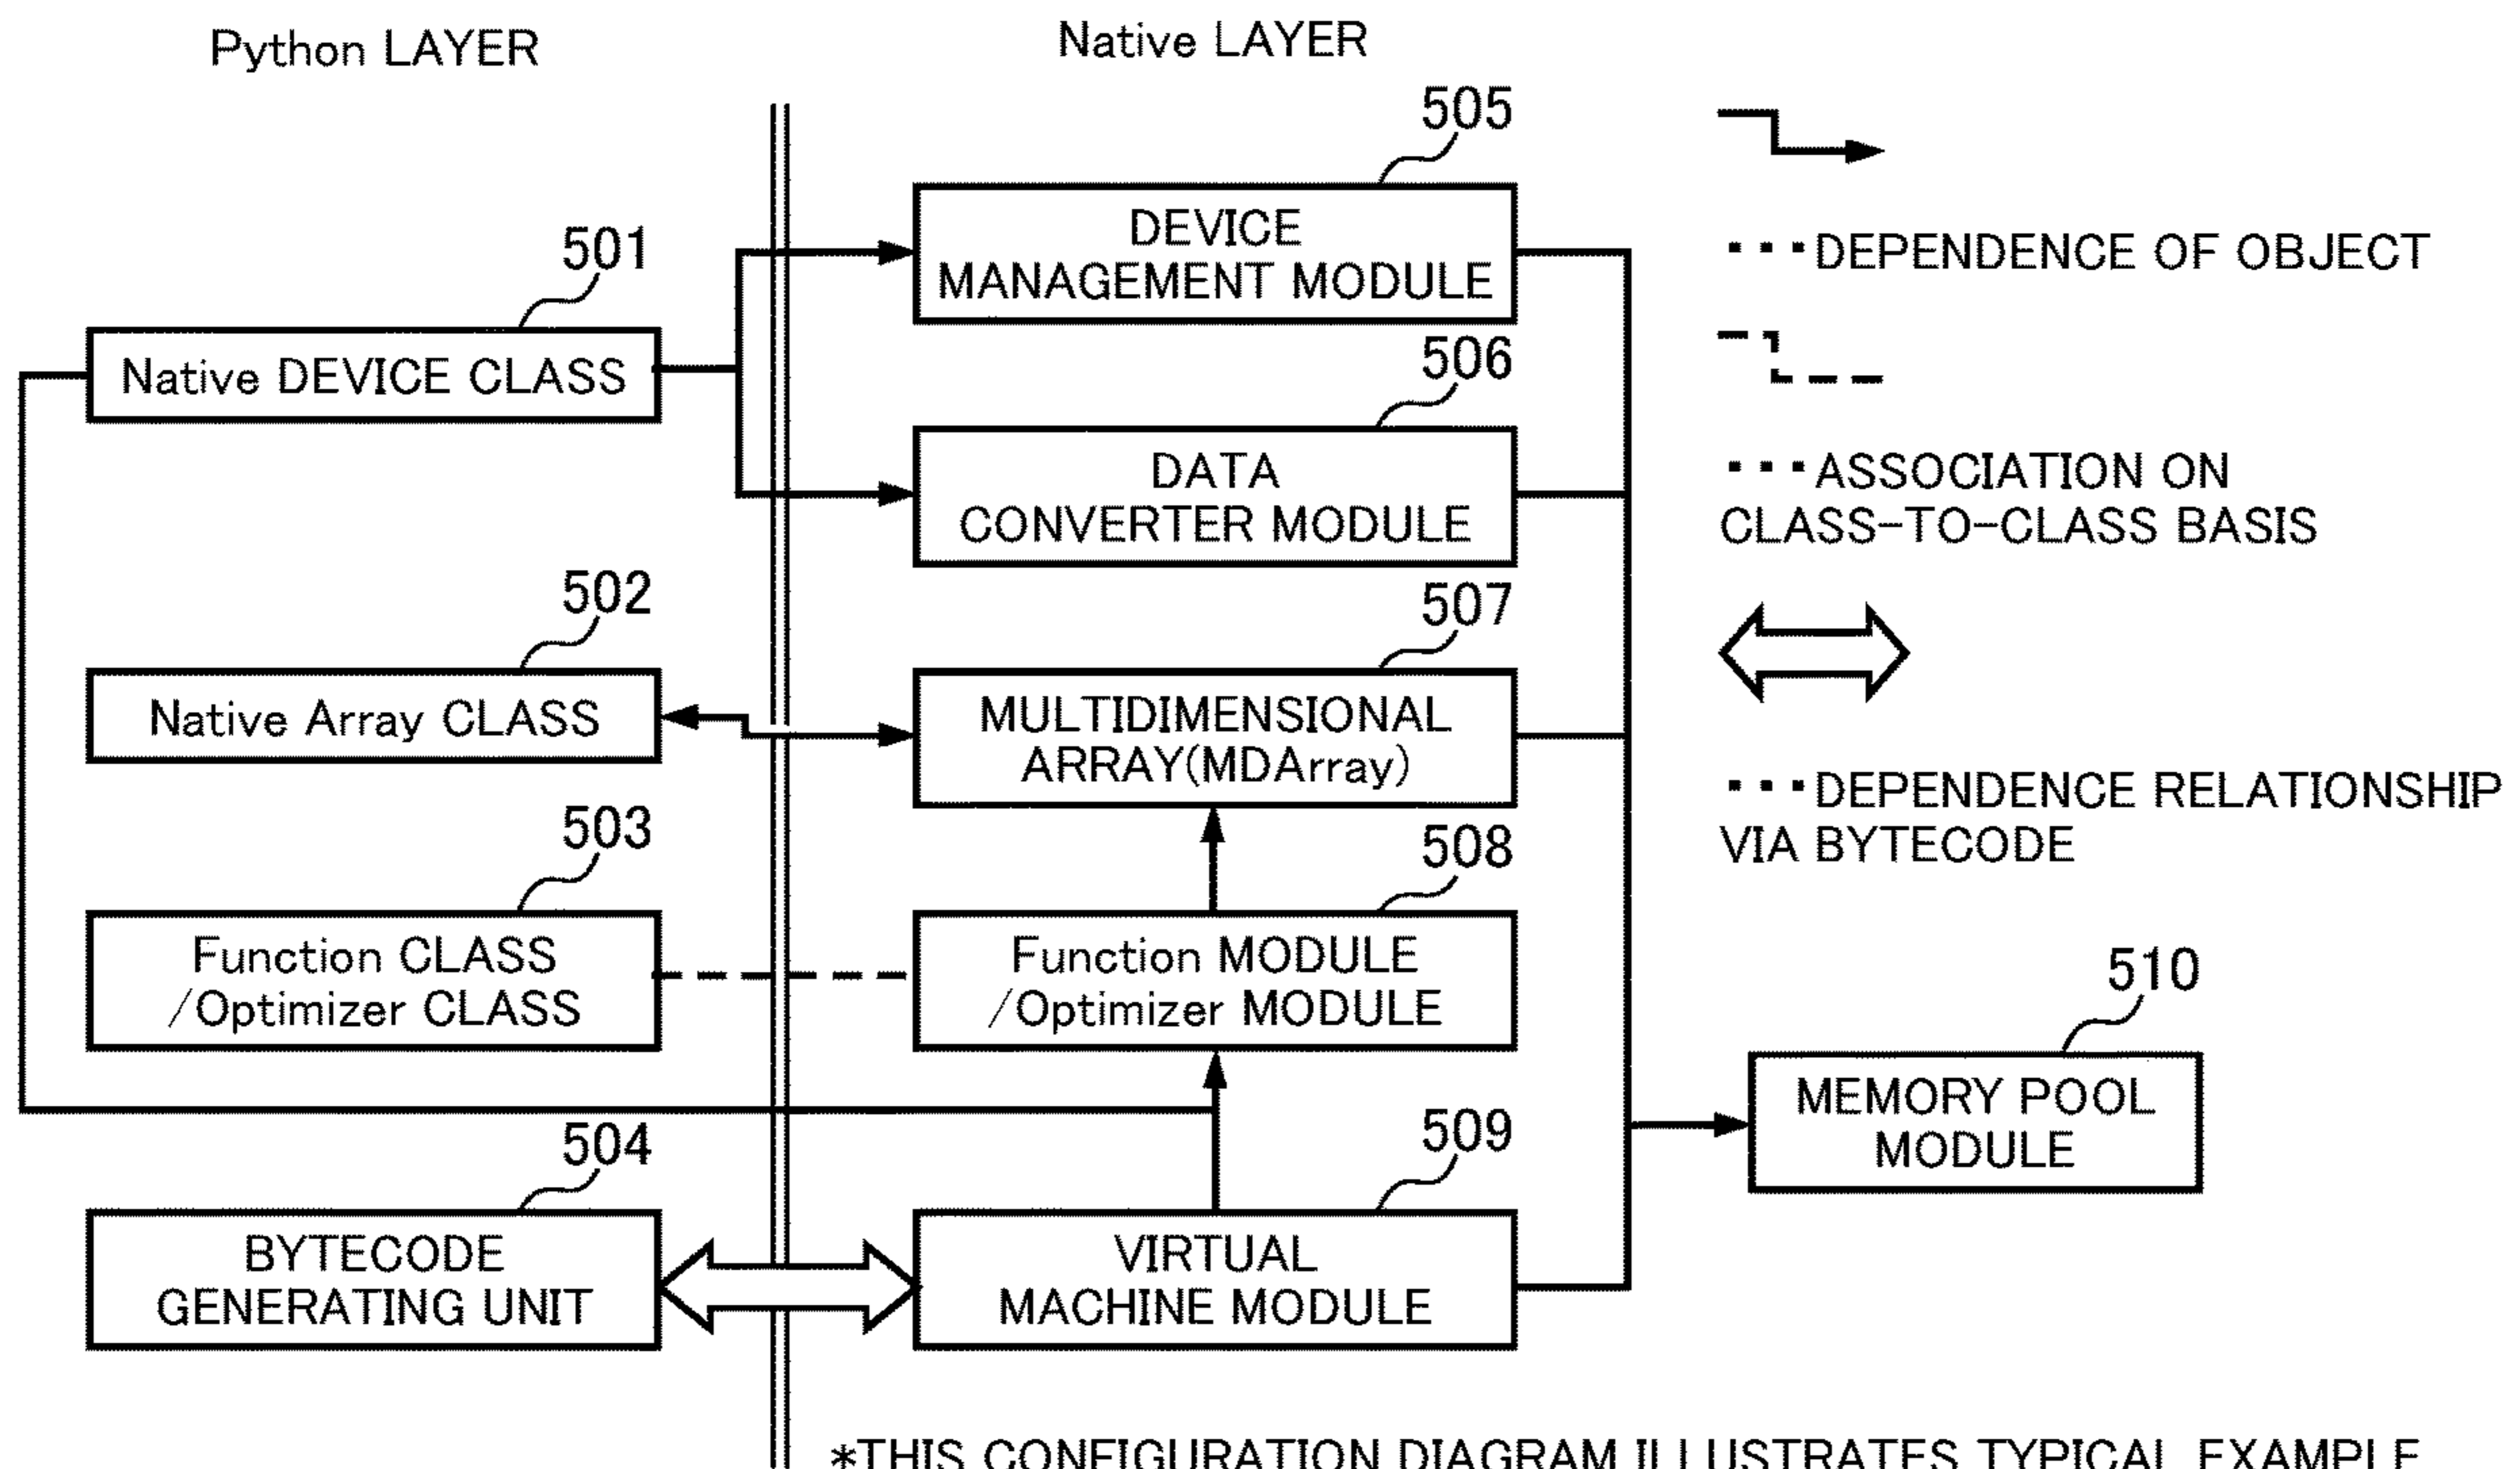 Python LAYER
Native LAYER
501
Native DEVICE CLASS
502
Native Array CLASS
503
Function CLASS
/Optimizer CLASS
504
BYTECODE
GENERATING UNIT
505
DEVICE
MANAGEMENT MODULE
506
DATA
CONVERTER MODULE
507
MULTIDIMENSIONAL
ARRAY(MDArray)
508
Function MODULE
/Optimizer MODULE
509
VIRTUAL
MACHINE MODULE
510
MEMORY POOL
MODULE
···DEPENDENCE OF OBJECT
···ASSOCIATION ON
CLASS-TO-CLASS BASIS
···DEPENDENCE RELATIONSHIP
VIA BYTECODE
*THIS CONFIGURATION DIAGRAM ILLUSTRATES TYPICAL EXAMPLE